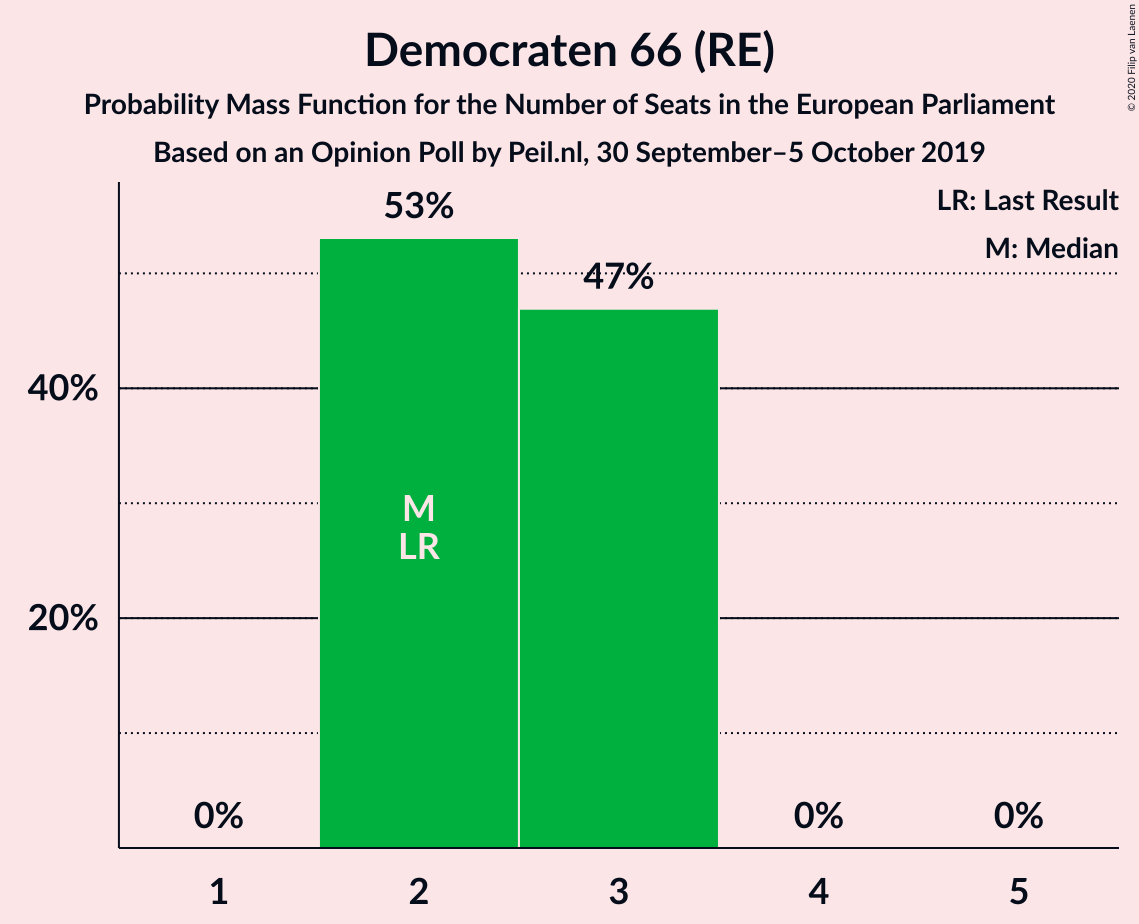 Democraten 66 (RE)
Probability Mass Function for the Number of Seats in the European Parliament
Based on an Opinion Poll by Peil.nl, 30 September–5 October 2019
© 2020 Filip van Laenen
LR: Last Result
M: Median
53%
47%
40%
M
LR
20%
0%
0%
0%
1
2
3
4
5